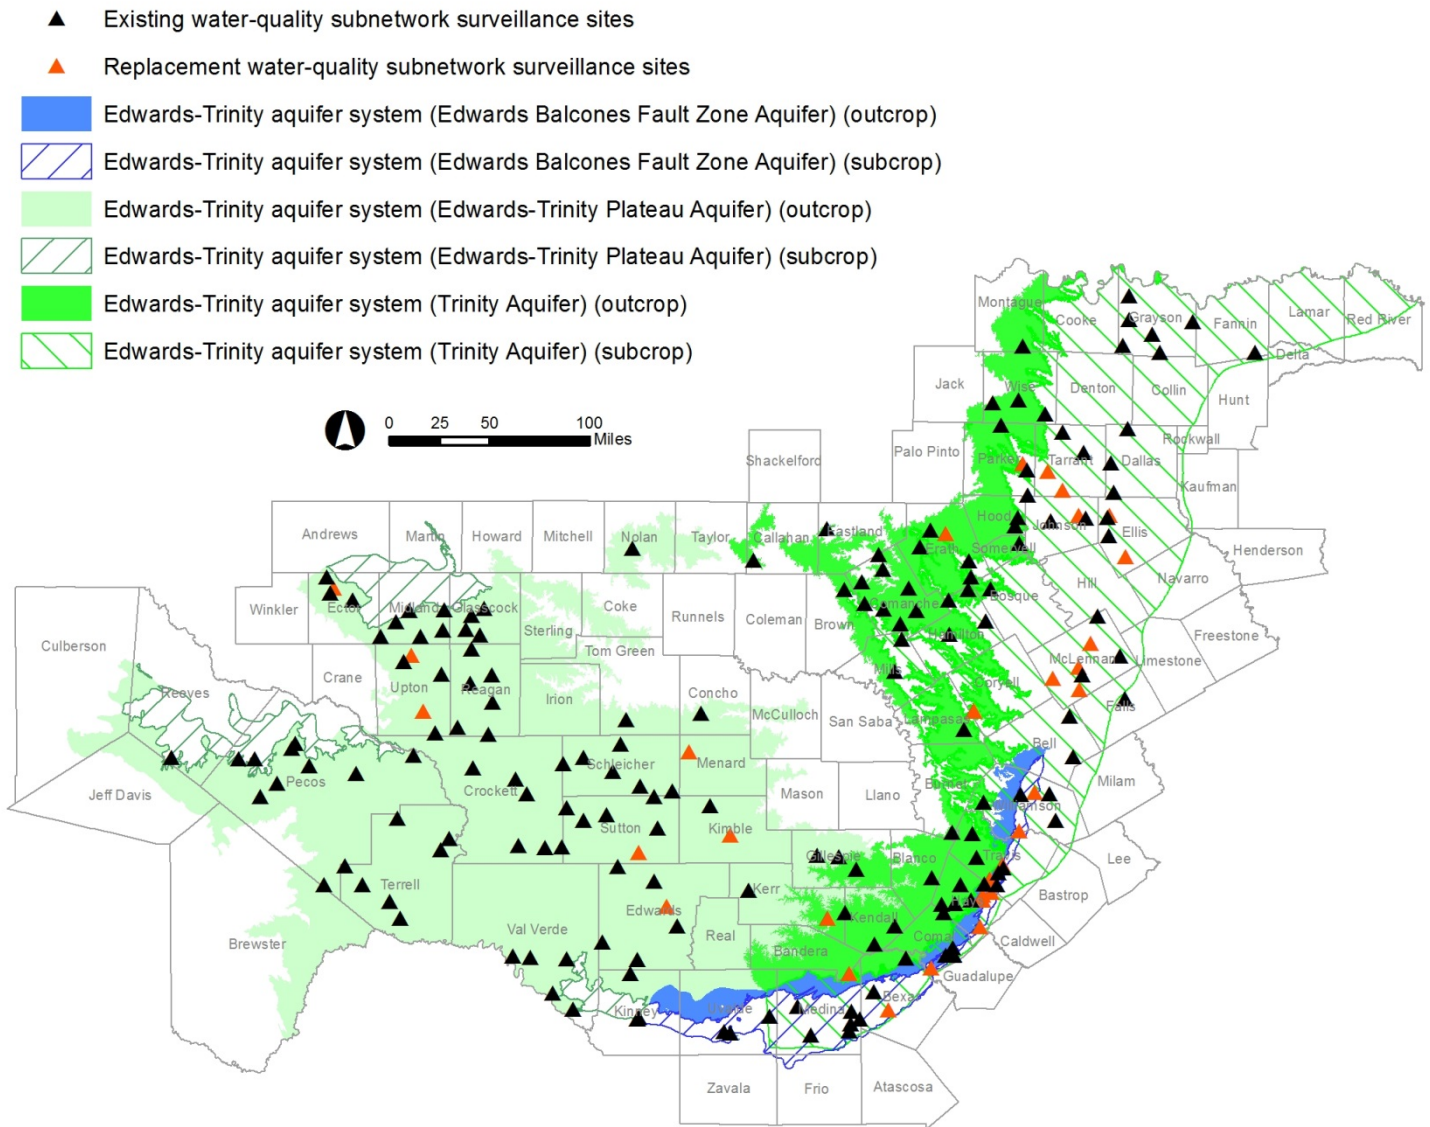 Existing water-quality subnetwork surveillance sites
Replacement water-quality subnetwork surveillance sites
Edwards-Trinity aquifer system (Edwards Balcones Fault Zone Aquifer) (outcrop)
Edwards-Trinity aquifer system (Edwards Balcones Fault Zone Aquifer) (subcrop)
Edwards-Trinity aquifer system (Edwards-Trinity Plateau Aquifer) (outcrop)
Edwards-Trinity aquifer system (Edwards-Trinity Plateau Aquifer) (subcrop)
Edwards-Trinity aquifer system (Trinity Aquifer) (outcrop)
Edwards-Trinity aquifer system (Trinity Aquifer) (subcrop)
0 25 50 100
Miles
Montague
Cooke
Grayson
Fannin
Lamar
Red River
Delta
Jack
Wise
Denton
Collin
Hunt
Palo Pinto
Parker
Tarrant
Dallas
Rockwall
Kaufman
Shackelford
Andrews
Martin
Howard
Mitchell
Nolan
Taylor
Callahan
Eastland
Erath
Hood
Somervell
Johnson
Ellis
Henderson
Winkler
Ector
Midland
Glasscock
Sterling
Coke
Runnels
Coleman
Brown
Comanche
Hamilton
Bosque
Hill
Navarro
Freestone
Culberson
Reeves
Crane
Upton
Reagan
Irion
Tom Green
Concho
McCulloch
San Saba
Mills
Lampasas
Coryell
McLennan
Limestone
Falls
Bell
Milam
Jeff Davis
Pecos
Crockett
Schleicher
Menard
Mason
Llano
Burnet
Sutton
Kimble
Gillespie
Blanco
Travis
Lee
Bastrop
Terrell
Brewster
Val Verde
Edwards
Kerr
Real
Bandera
Kendall
Caldwell
Guadalupe
Kinney
Medina
Zavala
Frio
Atascosa